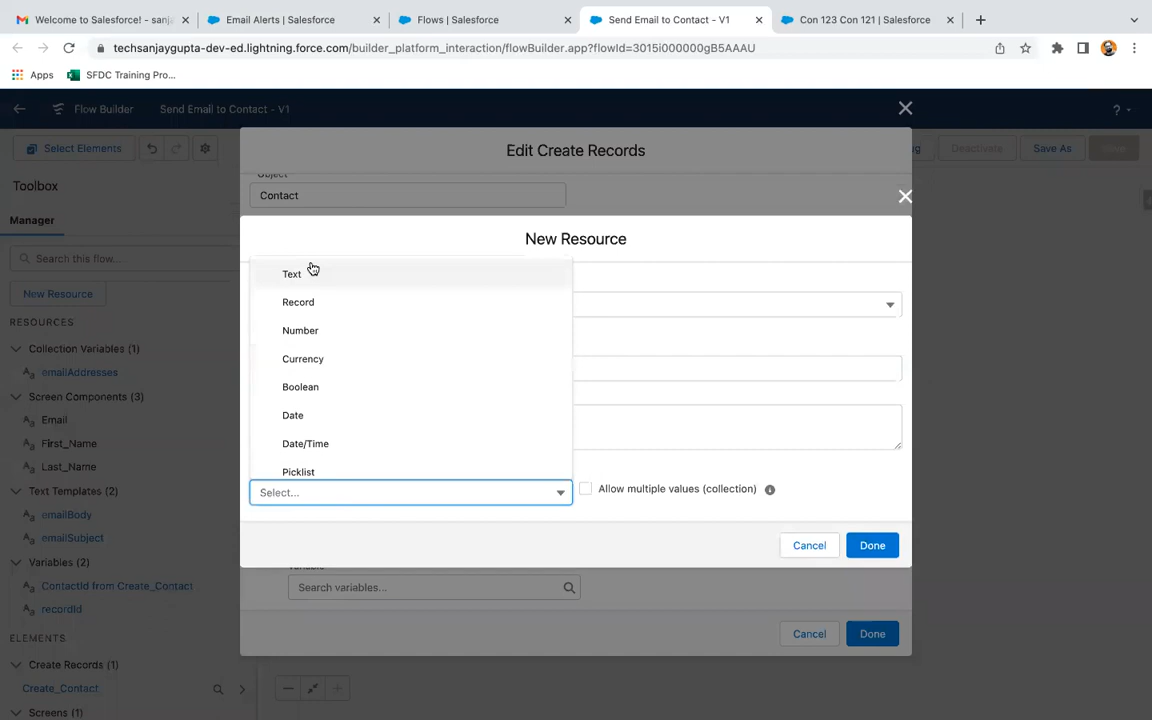 Welcome to Salesforce! - sanj
Email Alerts | Salesforce
Flows | Salesforce
Send Email to Contact - V1
Con 123 Con 121 | Salesforce
techsanjaygupta-dev-ed.lightning.force.com/builder_platform_interaction/flowBuilder.app?flowId=3015i000000gB5AAAU
Apps
SFDC Training Pro...
Flow Builder
Send Email to Contact - V1
?
Select Elements
Edit Create Records
Deactivate
Save As
Save
Toolbox
Object
Manager
Contact
Search this flow...
New Resource
New Resource
Text
Record
Number
Currency
Boolean
Date
Date/Time
Picklist
Select...
Allow multiple values (collection)
Cancel
Done
RESOURCES
Collection Variables (1)
emailAddresses
Screen Components (3)
Email
First_Name
Last_Name
Text Templates (2)
emailBody
emailSubject
Variables (2)
ContactId from Create_Contact
recordId
ELEMENTS
Create Records (1)
Create_Contact
Screens (1)
Variable
Search variables...
Cancel
Done